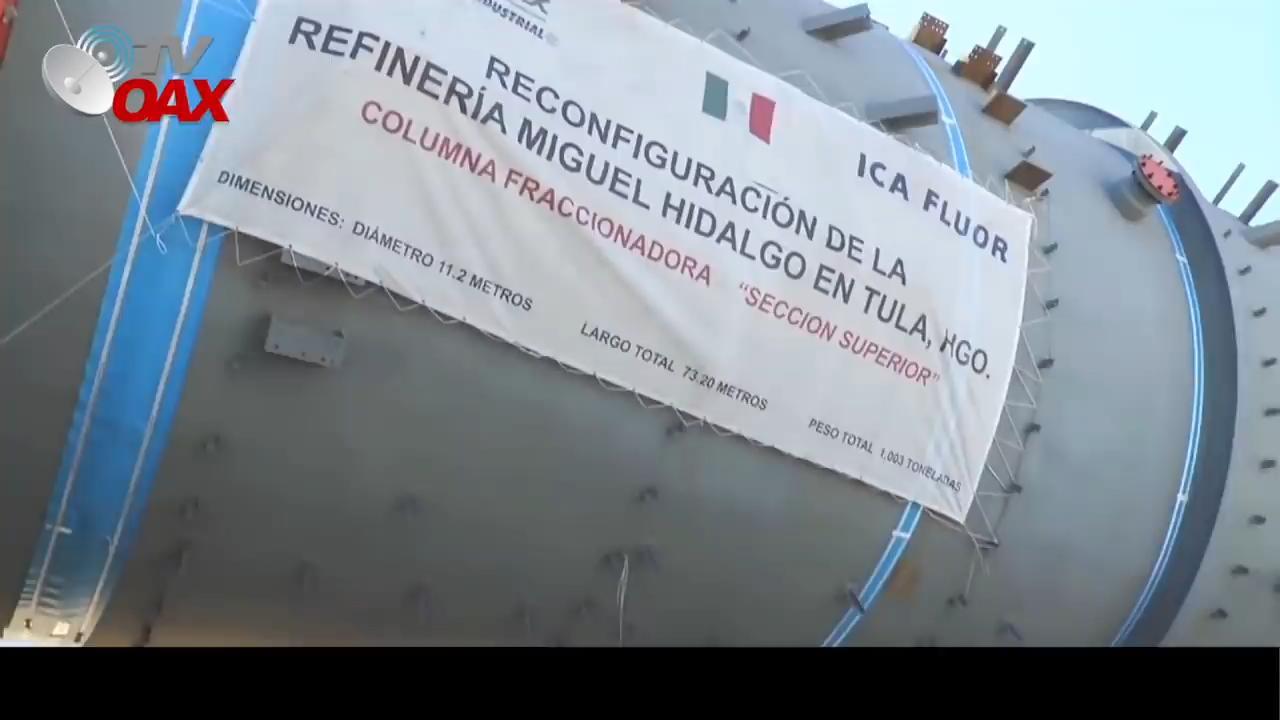 TV
OAX
RECONFIGURACIÓN DE LA
REFINERÍA MIGUEL HIDALGO EN TULA, HGO.
COLUMNA FRACCIONADORA "SECCION SUPERIOR"
DIMENSIONES: DIÁMETRO 11.2 METROS
LARGO TOTAL 73.20 METROS
PESO TOTAL 1,003 TONELADAS
ICA FLUOR